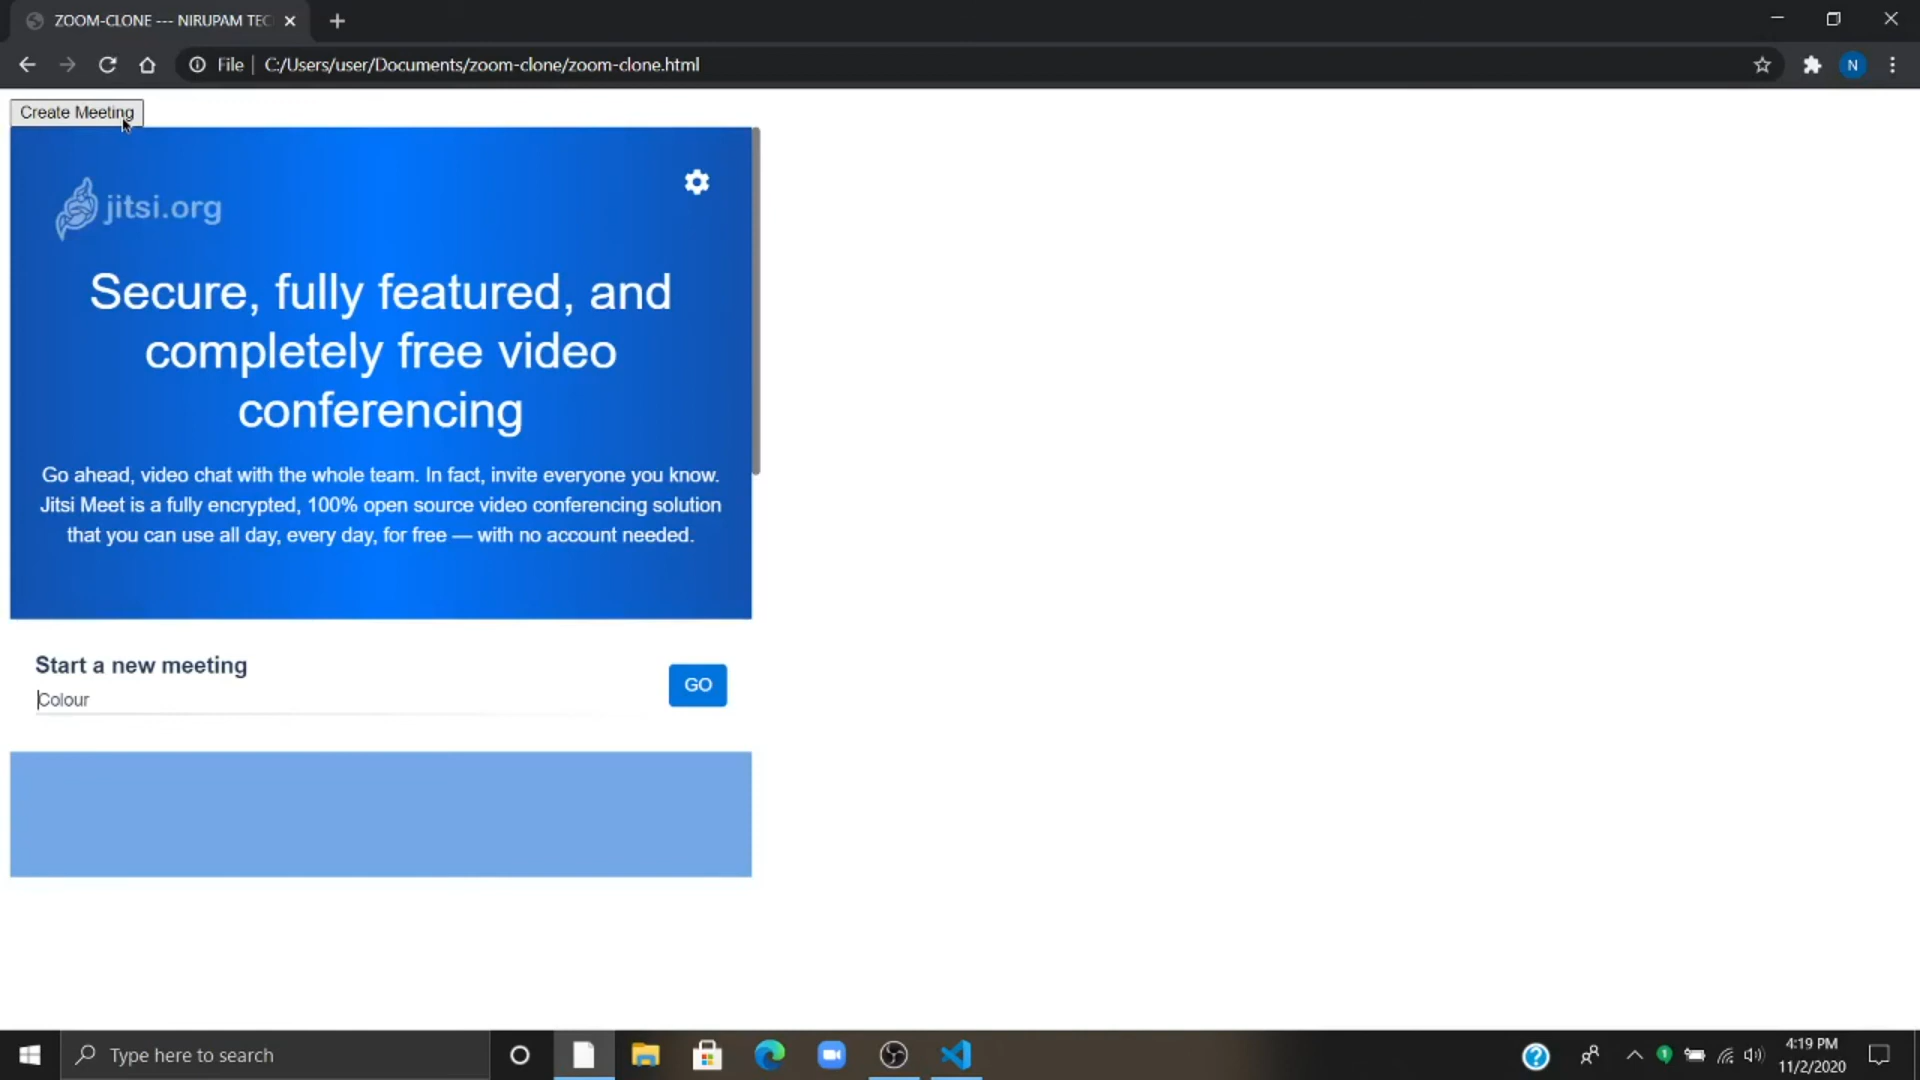 ZOOM-CLONE --- NIRUPAM TEC
File | C:/Users/user/Documents/zoom-clone/zoom-clone.html
N
Create Meeting
jitsi.org
Secure, fully featured, and
completely free video
conferencing
Go ahead, video chat with the whole team. In fact, invite everyone you know.
Jitsi Meet is a fully encrypted, 100% open source video conferencing solution
that you can use all day, every day, for free — with no account needed.
Start a new meeting
Colour
GO
Type here to search
1
4:19 PM
11/2/2020